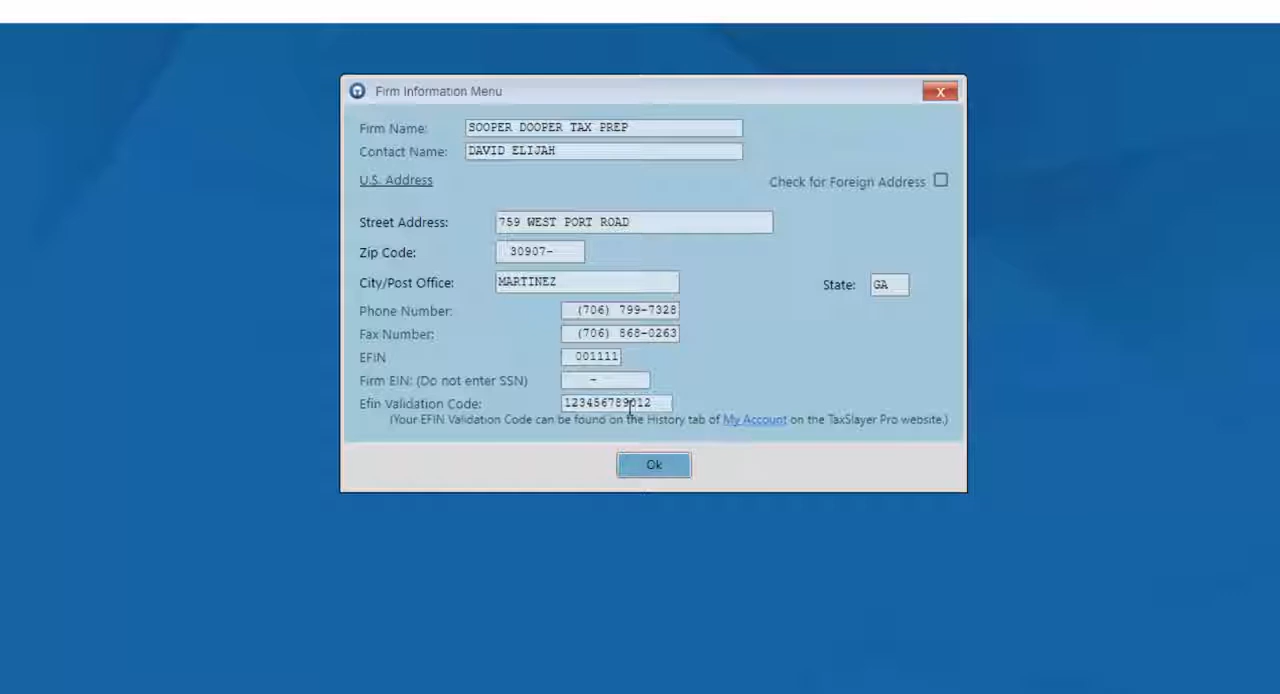 Firm Information Menu X
Firm Name: SOOPER DOOPER TAX PREP
Contact Name: DAVID ELIJAH
U.S. Address Check for Foreign Address
Street Address: 759 WEST PORT ROAD
Zip Code: 30907-
City/Post Office: MARTINEZ State: GA
Phone Number: (706) 799-7328
Fax Number: (706) 868-0263
EFIN 001111
Firm EIN: (Do not enter SSN) -
Efin Validation Code: 123456789012
(Your EFIN Validation Code can be found on the History tab of My Account on the TaxSlayer Pro website.)
Ok